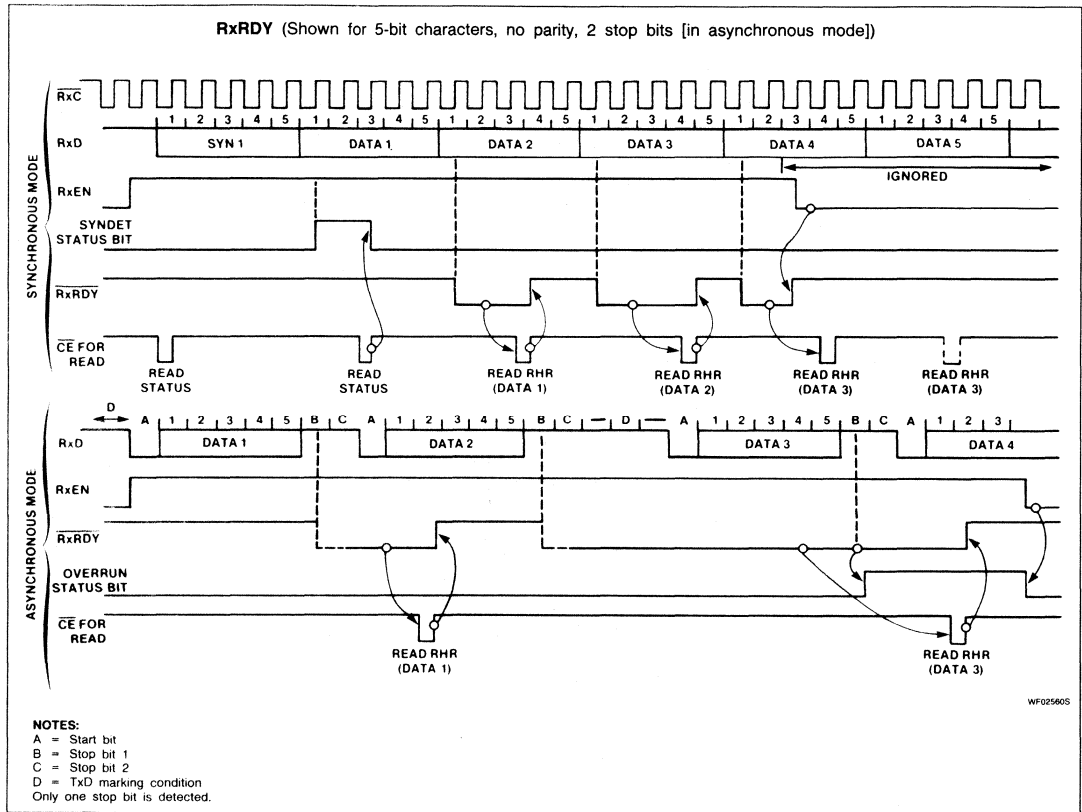 RxRDY (Shown for 5-bit characters, no parity, 2 stop bits [in asynchronous mode])
SYNCHRONOUS MODE
RxC
1 2 3 4 5 1 2 3 4 5 1 2 3 4 5 1 2 3 4 5 1 2 3 4 5 1 2 3 4 5
RxD SYN 1 DATA 1 DATA 2 DATA 3 DATA 4 DATA 5
IGNORED
RxEN
SYNDET
STATUS BIT
RxRDY
CE FOR
READ
READ STATUS
READ STATUS
READ RHR (DATA 1)
READ RHR (DATA 2)
READ RHR (DATA 3)
READ RHR (DATA 3)
ASYNCHRONOUS MODE
D
A 1 2 3 4 5 B C A 1 2 3 4 5 B C — D — A 1 2 3 4 5 B C A 1 2 3
RxD DATA 1 DATA 2 DATA 3 DATA 4
RxEN
RxRDY
OVERRUN
STATUS BIT
CE FOR
READ
READ RHR (DATA 1)
READ RHR (DATA 3)
WF02560S
NOTES:
A = Start bit
B = Stop bit 1
C = Stop bit 2
D = TxD marking condition
Only one stop bit is detected.